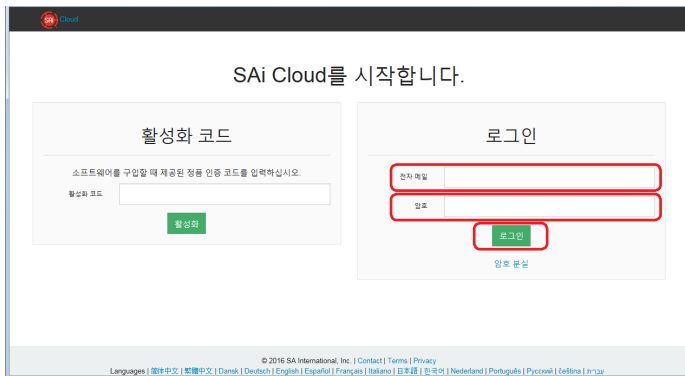 SAi Cloud
SAi Cloud를 시작합니다.
활성화 코드
소프트웨어를 구입할 때 제공된 정품 인증 코드를 입력하십시오.
활성화 코드
활성화
로그인
전자 메일
암호
로그인
암호 분실
© 2016 SA International, Inc. | Contact | Terms | Privacy
Languages | 简体中文 | 繁體中文 | Dansk | Deutsch | English | Español | Français | Italiano | 日本語 | 한국어 | Nederland | Português | Русский | čeština | עברית